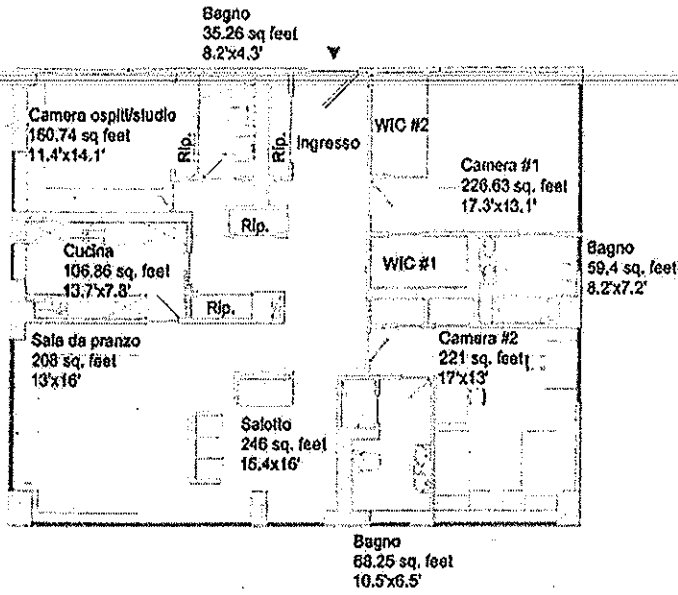 Bagno
35.26 sq feet
8.2'x4.3'
Camera ospiti/studio
160.74 sq feet
11.4'x14.1'
Rip.
Rip.
Ingresso
WIC #2
Camera #1
226.63 sq. feet
17.3'x13.1'
Rip.
Cucina
106.86 sq. feet
13.7'x7.8'
WIC #1
Bagno
59.4 sq. feet
8.2'x7.2'
Rip.
Sala da pranzo
208 sq. feet
13'x16'
Camera #2
221 sq. feet
17'x13'
Salotto
246 sq. feet
15.4'x16'
Bagno
68.25 sq. feet
10.5'x6.5'